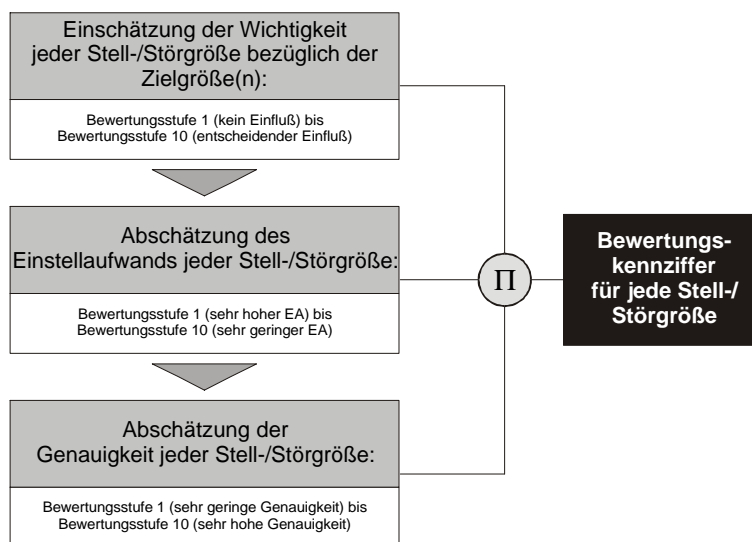 Einschätzung der Wichtigkeit
jeder Stell-/Störgröße bezüglich der
Zielgröße(n):
Bewertungsstufe 1 (kein Einfluß) bis
Bewertungsstufe 10 (entscheidender Einfluß)
Abschätzung des
Einstellaufwands jeder Stell-/Störgröße:
Bewertungsstufe 1 (sehr hoher EA) bis
Bewertungsstufe 10 (sehr geringer EA)
Abschätzung der
Genauigkeit jeder Stell-/Störgröße:
Bewertungsstufe 1 (sehr geringe Genauigkeit) bis
Bewertungsstufe 10 (sehr hohe Genauigkeit)
Π
Bewertungs-
kennziffer
für jede Stell-/
Störgröße